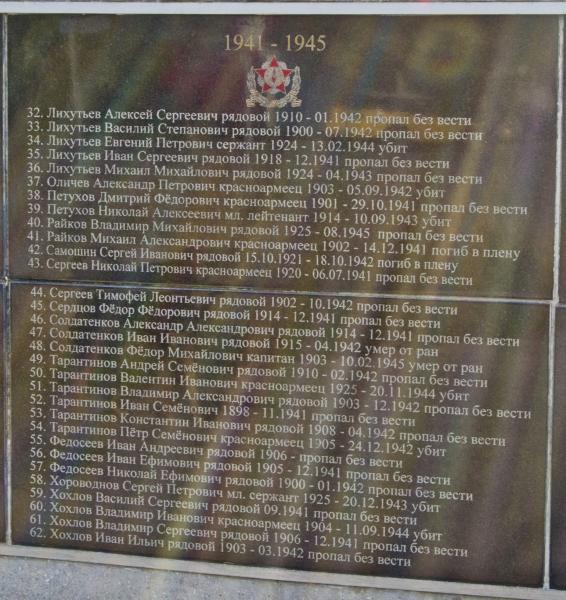 1941 - 1945
32. Лихутьев Алексей Сергеевич рядовой 1910 - 01.1942 пропал без вести
33. Лихутьев Василий Степанович рядовой 1900 - 07.1942 пропал без вести
34. Лихутьев Евгений Петрович сержант 1924 - 13.02.1944 убит
35. Лихутьев Иван Сергеевич рядовой 1918 - 12.1941 пропал без вести
36. Лихутьев Михаил Михайлович рядовой 1924 - 04.1943 пропал без вести
37. Оличев Александр Петрович красноармеец 1903 - 05.09.1942 убит
38. Петухов Дмитрий Фёдорович красноармеец 1901 - 29.10.1941 пропал без вести
39. Петухов Николай Алексеевич мл. лейтенант 1914 - 10.09.1943 убит
40. Райков Владимир Михайлович рядовой 1925 - 08.1945 пропал без вести
41. Райков Михаил Александрович красноармеец 1902 - 14.12.1941 погиб в плену
42. Самошин Сергей Иванович рядовой 15.10.1921 - 18.10.1942 погиб в плену
43. Сергеев Николай Петрович красноармеец 1920 - 06.07.1941 пропал без вести
44. Сергеев Тимофей Леонтьевич рядовой 1902 - 10.1942 пропал без вести
45. Сердцов Фёдор Фёдорович рядовой 1914 - 12.1941 пропал без вести
46. Солдатенков Александр Александрович рядовой 1914 - 12.1941 пропал без вести
47. Солдатенков Иван Иванович рядовой 1915 - 04.1942 умер от ран
48. Солдатенков Фёдор Михайлович капитан 1903 - 10.02.1945 умер от ран
49. Тарантинов Андрей Семёнович рядовой 1910 - 02.1942 пропал без вести
50. Тарантинов Валентин Иванович красноармеец 1925 - 20.11.1944 убит
51. Тарантинов Владимир Александрович рядовой 1903 - 12.1942 пропал без вести
52. Тарантинов Иван Семёнович 1898 - 11.1941 пропал без вести
53. Тарантинов Константин Иванович рядовой 1908 - 04.1942 пропал без вести
54. Тарантинов Пётр Семёнович красноармеец 1905 - 24.12.1942 убит
55. Федосеев Иван Андреевич рядовой 1906 - пропал без вести
56. Федосеев Иван Ефимович рядовой 1905 - 12.1941 пропал без вести
57. Федосеев Николай Ефимович рядовой 1900 - 01.1942 пропал без вести
58. Хороводнов Сергей Петрович мл. сержант 1925 - 20.12.1943 убит
59. Хохлов Василий Сергеевич рядовой 09.1941 пропал без вести
60. Хохлов Владимир Иванович красноармеец 1904 - 11.09.1944 убит
61. Хохлов Владимир Сергеевич рядовой 1906 - 12.1941 пропал без вести
62. Хохлов Иван Ильич рядовой 1903 - 03.1942 пропал без вести